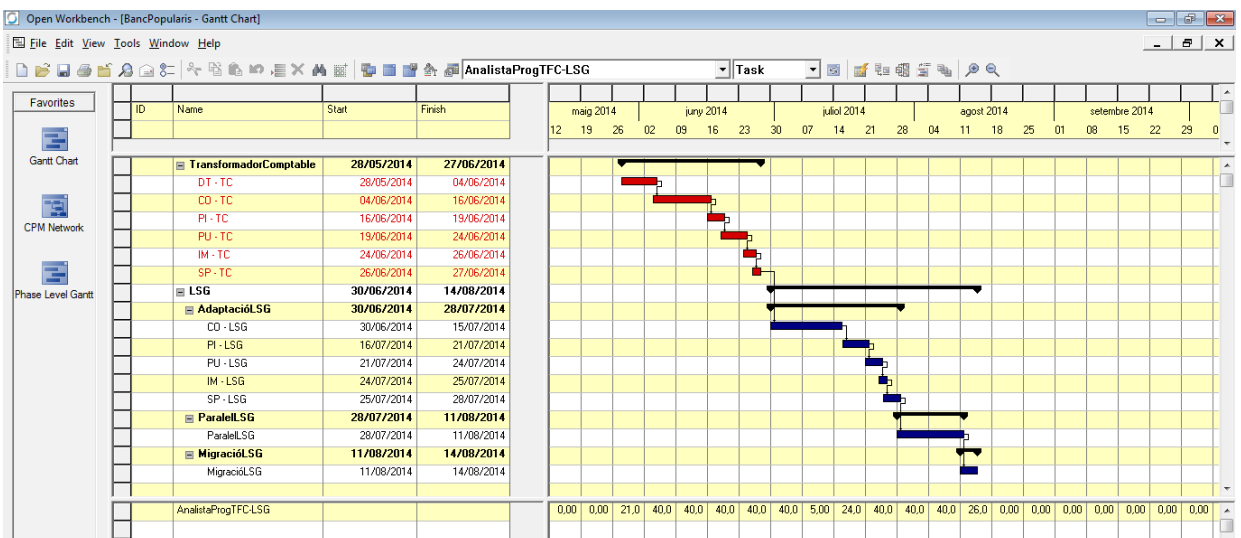 Open Workbench - [BancPopularis - Gantt Chart]
File Edit View Tools Window Help
AnalistaProgTFC-LSG Task
Favorites
Gantt Chart
CPM Network
Phase Level Gantt
ID Name Start Finish
maig 2014 juny 2014 juliol 2014 agost 2014 setembre 2014
12 19 26 02 09 16 23 30 07 14 21 28 04 11 18 25 01 08 15 22 29 0
TransformadorComptable 28/05/2014 27/06/2014
DT - TC 28/05/2014 04/06/2014
CO - TC 04/06/2014 16/06/2014
PI - TC 16/06/2014 19/06/2014
PU - TC 19/06/2014 24/06/2014
IM - TC 24/06/2014 26/06/2014
SP - TC 26/06/2014 27/06/2014
LSG 30/06/2014 14/08/2014
AdaptacióLSG 30/06/2014 28/07/2014
CO - LSG 30/06/2014 15/07/2014
PI - LSG 16/07/2014 21/07/2014
PU - LSG 21/07/2014 24/07/2014
IM - LSG 24/07/2014 25/07/2014
SP - LSG 25/07/2014 28/07/2014
ParalelLSG 28/07/2014 11/08/2014
ParalelLSG 28/07/2014 11/08/2014
MigracióLSG 11/08/2014 14/08/2014
MigracióLSG 11/08/2014 14/08/2014
AnalistaProgTFC-LSG 0,00 0,00 21,0 40,0 40,0 40,0 40,0 40,0 5,00 24,0 40,0 40,0 40,0 26,0 0,00 0,00 0,00 0,00 0,00 0,00 0,00